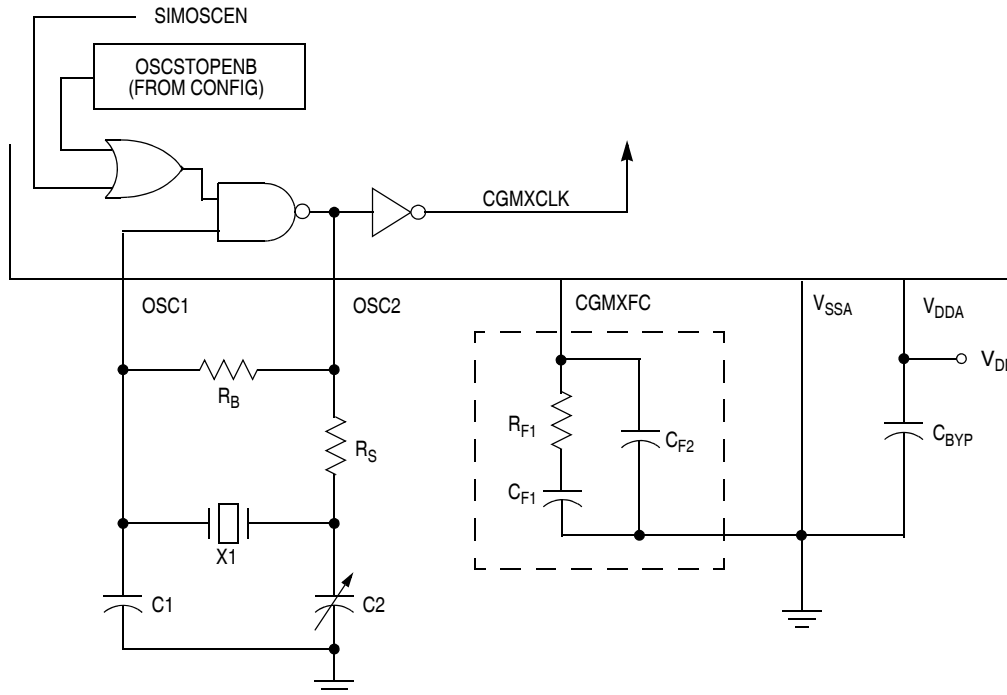 SIMOSCEN
OSCSTOPENB
(FROM CONFIG)
CGMXCLK
OSC1
OSC2
CGMXFC
VSSA
VDDA
VD
RB
RS
RF1
CF2
CBYP
CF1
X1
C1
C2